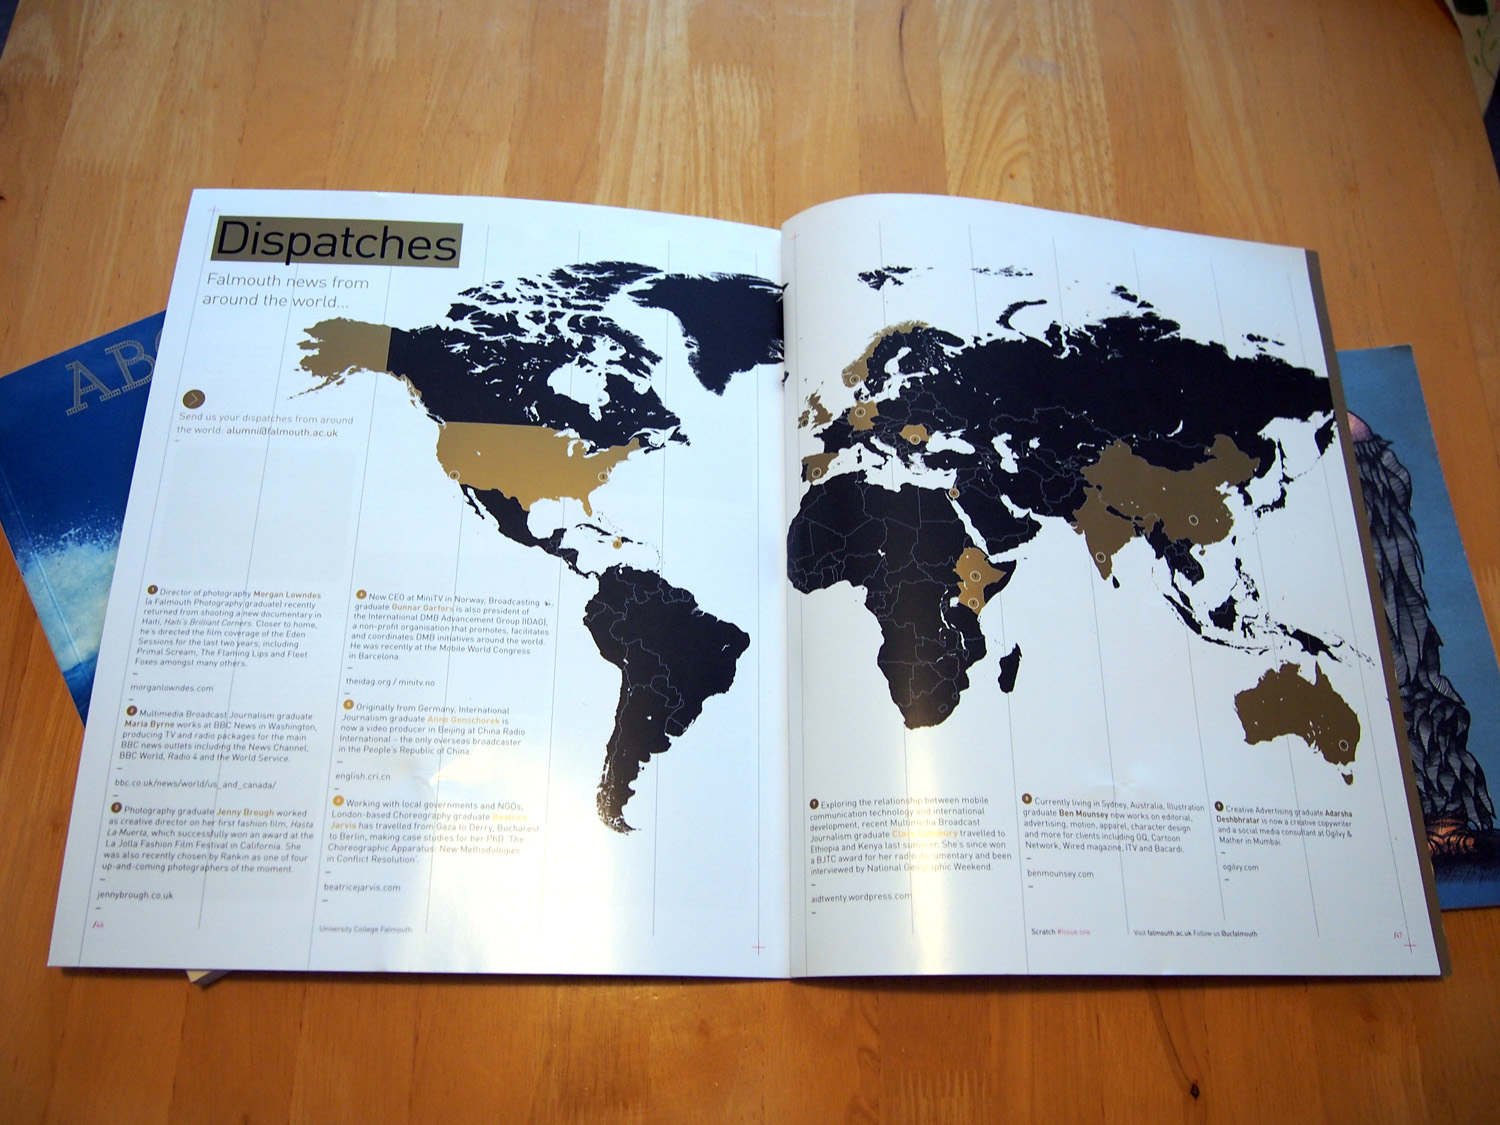 Dispatches
Falmouth news from
around the world...
Send us your dispatches from around
the world: alumni@falmouth.ac.uk
ABO
1 Director of photography Morgan Lowndes
(a Falmouth Photography graduate) recently
returned from shooting a new documentary in
Haiti, Haiti's Brilliant Corners. Closer to home,
he's directed the film coverage of the Eden
Sessions for the last two years, including
Primal Scream, The Flaming Lips and Fleet
Foxes amongst many others.
–
morganlowndes.com
–
2 Multimedia Broadcast Journalism graduate
Maria Byrne works at BBC News in Washington,
producing TV and radio packages for the main
BBC news outlets including the News Channel,
BBC World, Radio 4 and the World Service.
–
bbc.co.uk/news/world/us_and_canada/
–
3 Photography graduate Jenny Brough worked
as creative director on her first fashion film, Hasta
La Muerta, which successfully won an award at the
La Jolla Fashion Film Festival in California. She
was also recently chosen by Rankin as one of four
up-and-coming photographers of the moment.
–
jennybrough.co.uk
–
/46
4 Now CEO at MiniTV in Norway, Broadcasting
graduate Gunnar Garfors is also president of
the International DMB Advancement Group (IDAG),
a non-profit organisation that promotes, facilitates
and coordinates DMB initiatives around the world.
He was recently at the Mobile World Congress
in Barcelona.
–
theidag.org / minitv.no
–
5 Originally from Germany, International
Journalism graduate Anne Gonschorek is
now a video producer in Beijing at China Radio
International – the only overseas broadcaster
in the People's Republic of China.
–
english.cri.cn
–
6 Working with local governments and NGOs,
London-based Choreography graduate Beatrice
Jarvis has travelled from Gaza to Derry, Bucharest
to Berlin, making case studies for her PhD 'The
Choreographic Apparatus: New Methodologies
in Conflict Resolution'.
–
beatricejarvis.com
–
University College Falmouth
7 Exploring the relationship between mobile
communication technology and international
development, recent Multimedia Broadcast
Journalism graduate Claire Salisbury travelled to
Ethiopia and Kenya last summer. She's since won
a BJTC award for her radio documentary and been
interviewed by National Geographic Weekend.
–
aidtwenty.wordpress.com
–
8 Currently living in Sydney, Australia, Illustration
graduate Ben Mounsey now works on editorial,
advertising, motion, apparel, character design
and more for clients including GQ, Cartoon
Network, Wired magazine, ITV and Bacardi.
–
benmounsey.com
–
9 Creative Advertising graduate Adarsha
Deshbhratar is now a creative copywriter
and a social media consultant at Ogilvy &
Mather in Mumbai.
–
ogilvy.com
–
Scratch #Issue one
Visit falmouth.ac.uk Follow us @ucfalmouth
/47